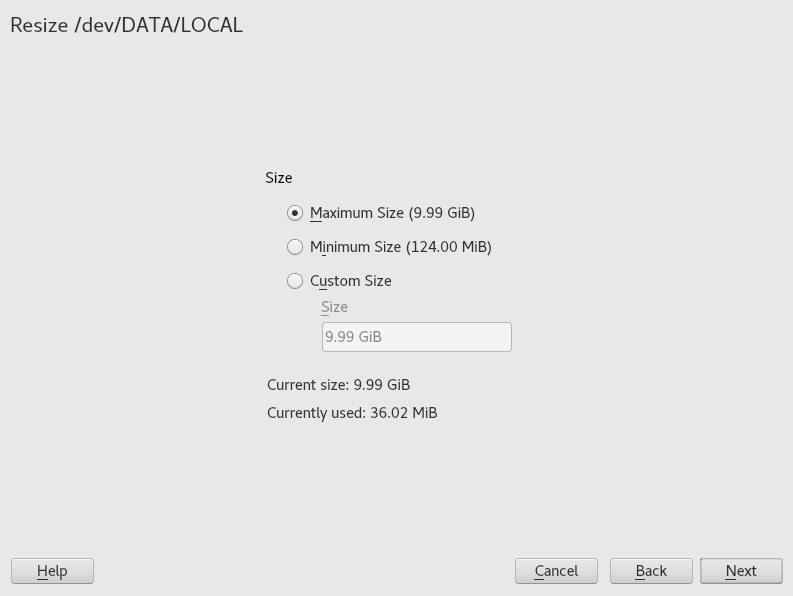 Resize /dev/DATA/LOCAL
Size
Maximum Size (9.99 GiB)
Minimum Size (124.00 MiB)
Custom Size
Size
9.99 GiB
Current size: 9.99 GiB
Currently used: 36.02 MiB
Help
Cancel
Back
Next